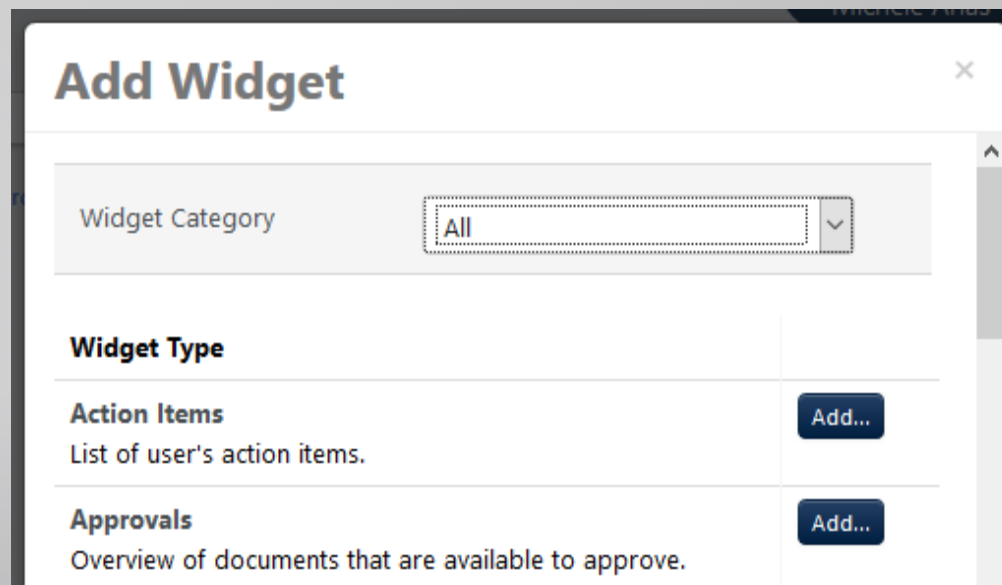 Add Widget
Widget Category
All
Widget Type
Action Items
Add...
List of user's action items.
Approvals
Add...
Overview of documents that are available to approve.